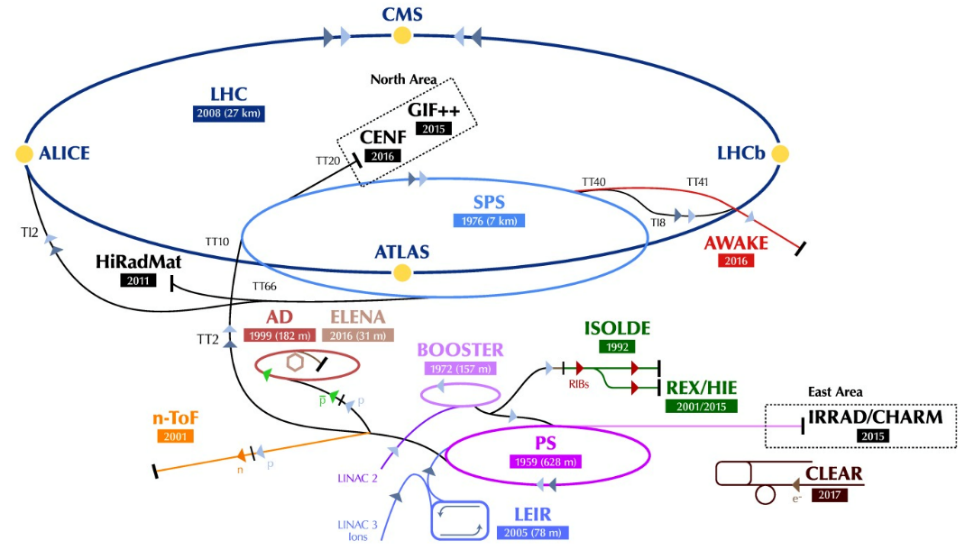 CMS
North Area
LHC
2008 (27 km)
GIF++
2015
CENF
2016
TT20
ALICE
LHCb
TT40
TT41
SPS
1976 (7 km)
TI2
TT10
TI8
AWAKE
2016
ATLAS
HiRadMat
2011
TT66
AD
1999 (182 m)
ELENA
2016 (31 m)
TT2
ISOLDE
1992
BOOSTER
1972 (157 m)
RIBs
REX/HIE
2001/2015
East Area
p
p
n-ToF
2001
IRRAD/CHARM
2015
PS
1959 (628 m)
n
p
LINAC 2
CLEAR
2017
e-
LEIR
2005 (78 m)
LINAC 3
Ions